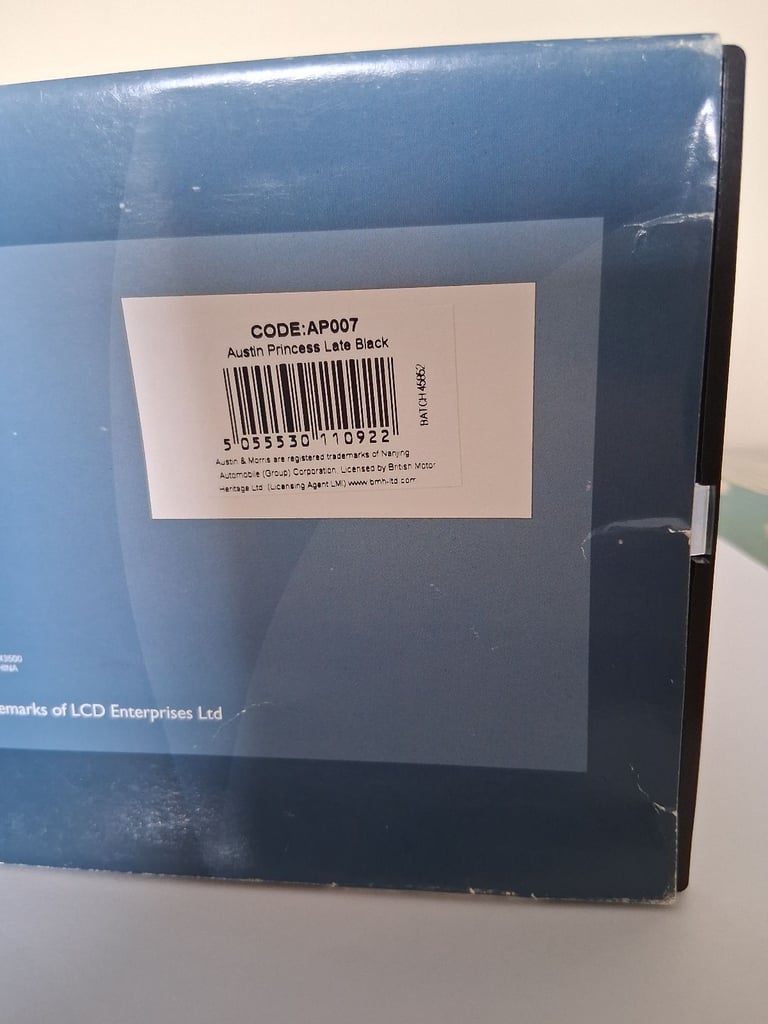 CODE:AP007
Austin Princess Late Black
5 055530 110922
BATCH 45852
Austin & Morris are registered trademarks of Nanjing
Automobile (Group) Corporation. Licensed by British Motor
Heritage Ltd. (Licensing Agent LMI) www.bmh-ltd.com
43500
HINA
emarks of LCD Enterprises Ltd